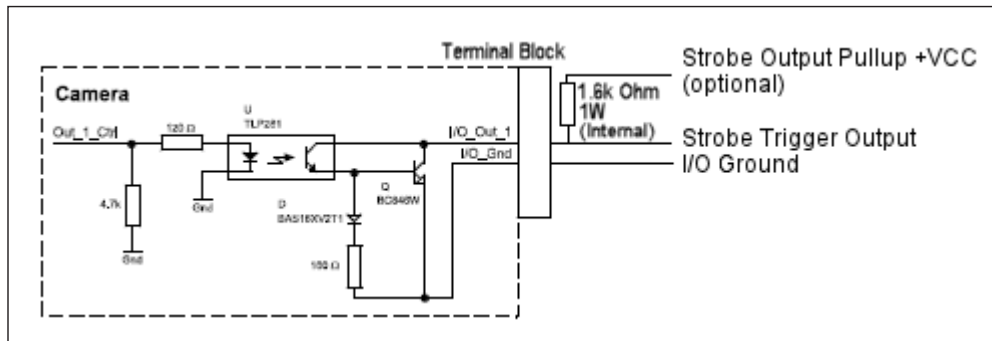 Terminal Block
Strobe Output Pullup +VCC
(optional)
Camera
1.6k Ohm
1W
(Internal)
U
TLP281
Out_1_Ctrl
120 Ω
I/O_Out_1
Strobe Trigger Output
I/O_Gnd
I/O Ground
Q
BC846W
4.7k
Gnd
D
BAS16XV2T1
Gnd
100 Ω